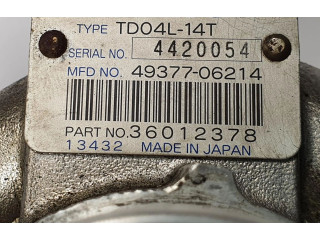 TYPE TD04L-14T
SERIAL NO. 4420054
MFD NO. 49377-06214
PART NO. 36012378
13432 MADE IN JAPAN